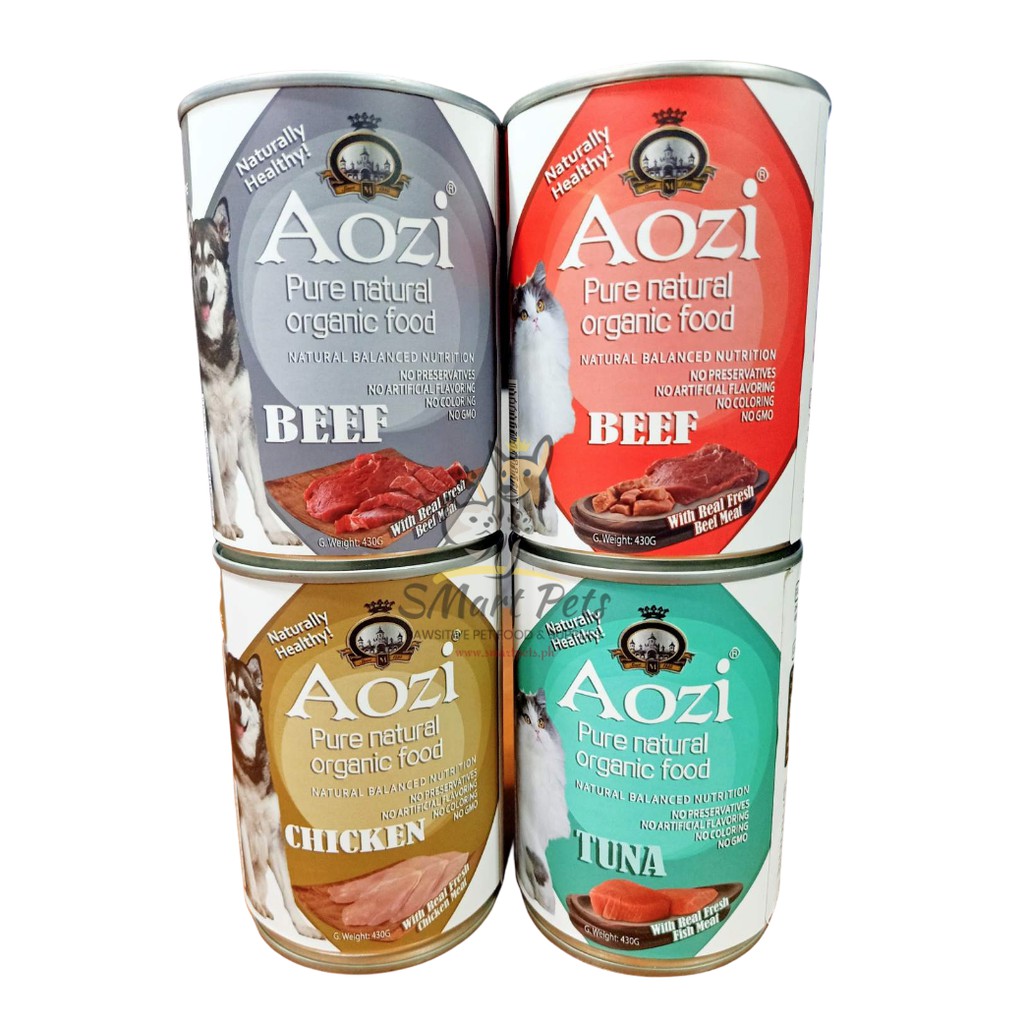 Naturally
Healthy!
Aozi®
Pure natural
organic food
NATURAL BALANCED NUTRITION
NO PRESERVATIVES
NO ARTIFICIAL FLAVORING
NO COLORING
NO GMO
BEEF
With Real Fresh
Beef Meat
G. Weight: 430G
Naturally
Healthy!
Aozi®
Pure natural
organic food
NATURAL BALANCED NUTRITION
NO PRESERVATIVES
NO ARTIFICIAL FLAVORING
NO COLORING
NO GMO
BEEF
With Real Fresh
Beef Meat
G. Weight: 430G
SMart Pets
PET FOOD &
Naturally
Healthy!
Aozi®
Pure natural
organic food
NATURAL BALANCED NUTRITION
NO PRESERVATIVES
NO ARTIFICIAL FLAVORING
NO COLORING
NO GMO
CHICKEN
With Real Fresh
Chicken Meat
G. Weight: 430G
Naturally
Healthy!
Aozi®
Pure natural
organic food
NATURAL BALANCED NUTRITION
NO PRESERVATIVES
NO ARTIFICIAL FLAVORING
NO COLORING
NO GMO
TUNA
With Real Fresh
Fish Meat
G. Weight: 430G